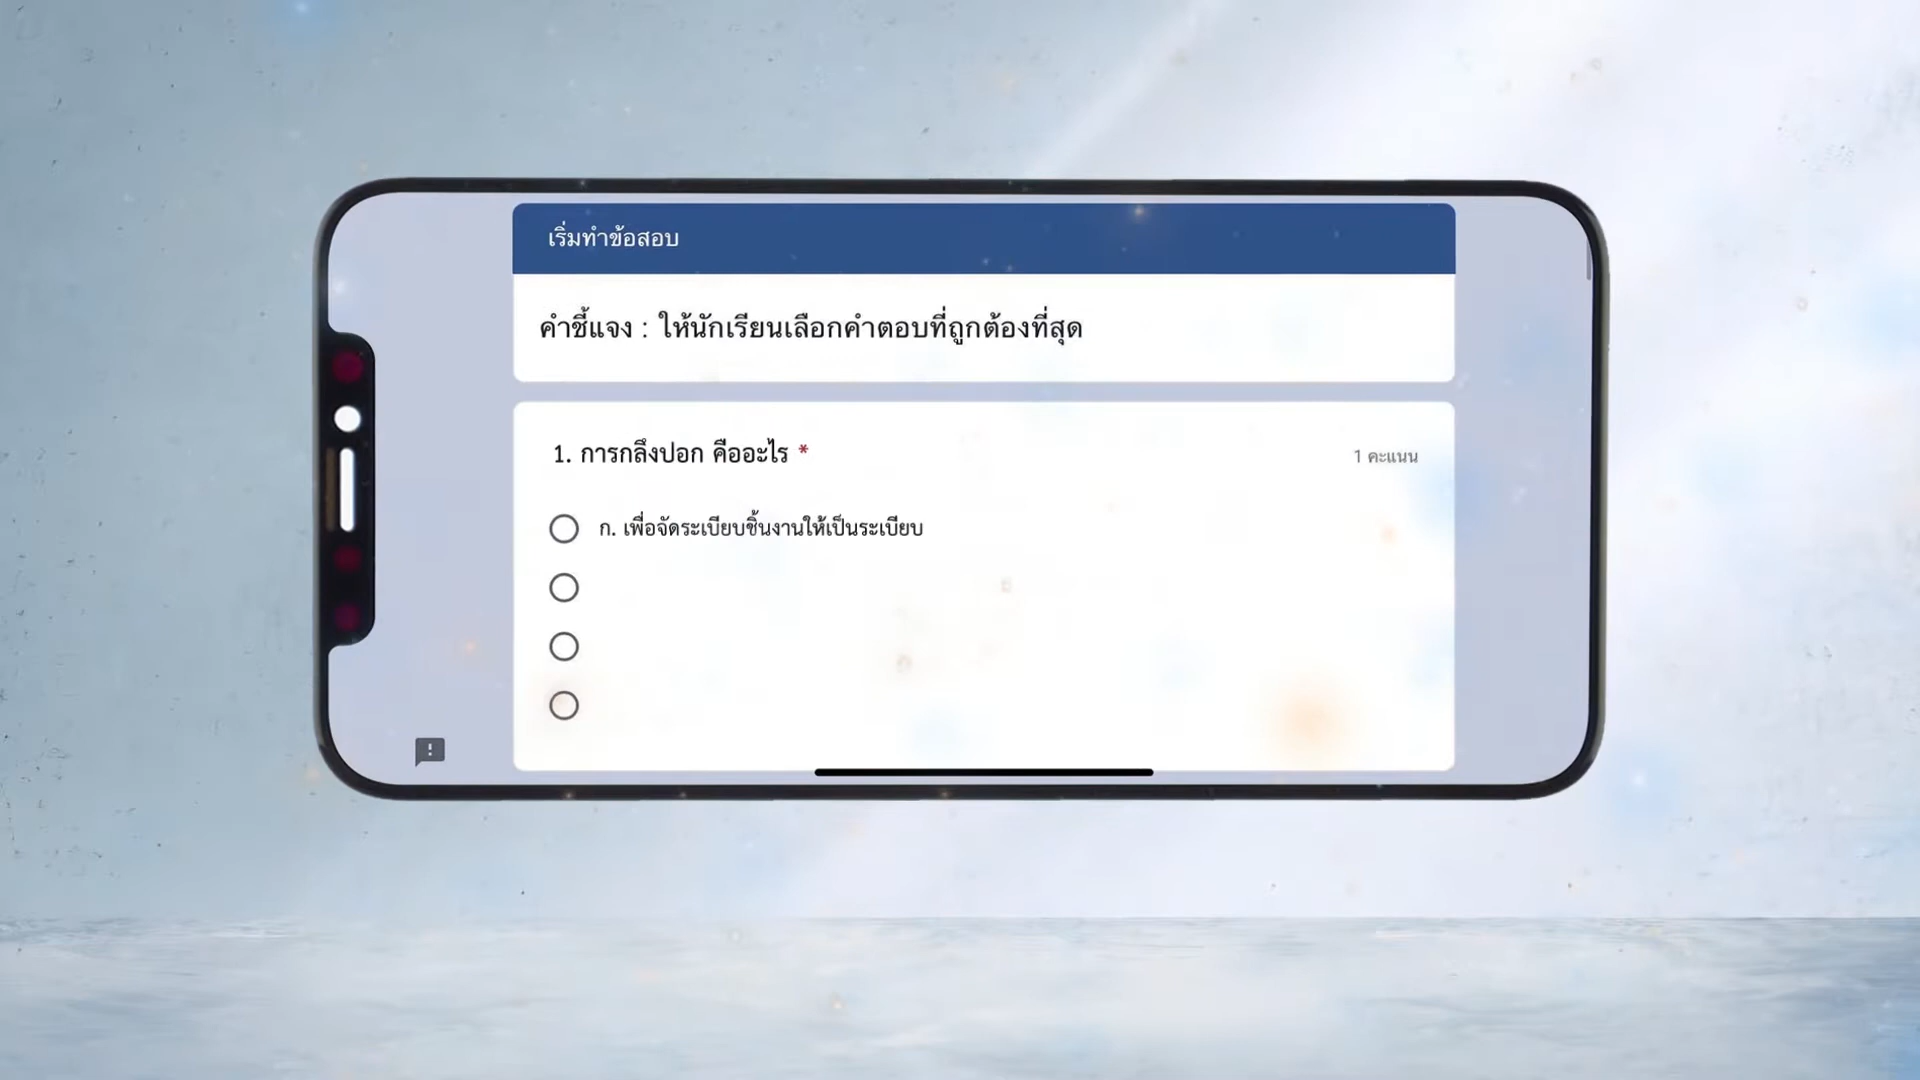 เริ่มทำข้อสอบ
คำชี้แจง : ให้นักเรียนเลือกคำตอบที่ถูกต้องที่สุด
1. การกลึงปอก คืออะไร *
1 คะแนน
ก. เพื่อจัดระเบียบชิ้นงานให้เป็นระเบียบ